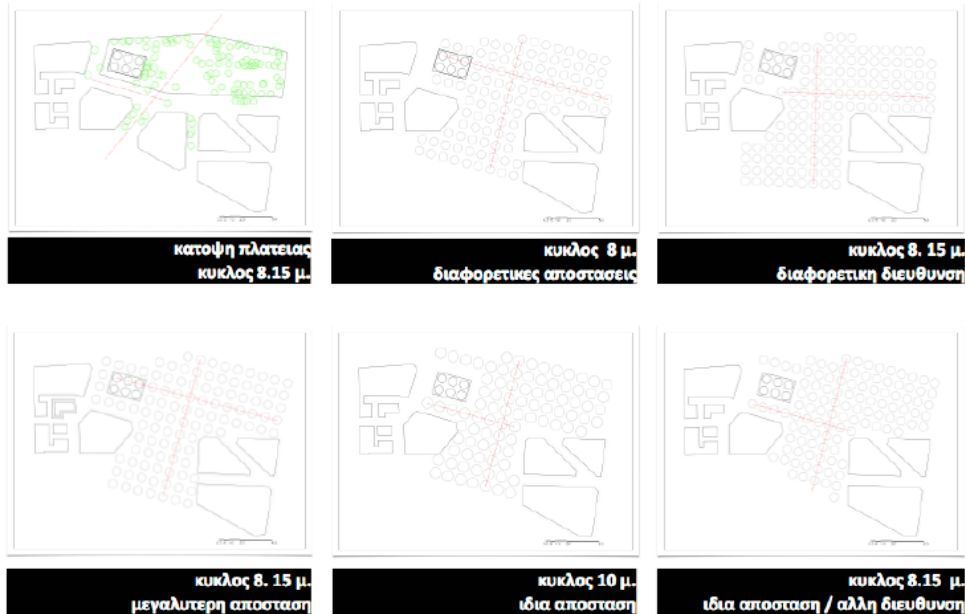 κατοψη πλατειας
κυκλος 8.15 μ.
κυκλος 8 μ.
διαφορετικες αποστασεις
κυκλος 8. 15 μ.
διαφορετικη διευθυνση
κυκλος 8. 15 μ.
μεγαλυτερη αποσταση
κυκλος 10 μ.
ιδια αποσταση
κυκλος 8.15 μ.
ιδια αποσταση / αλλη διευθυνση